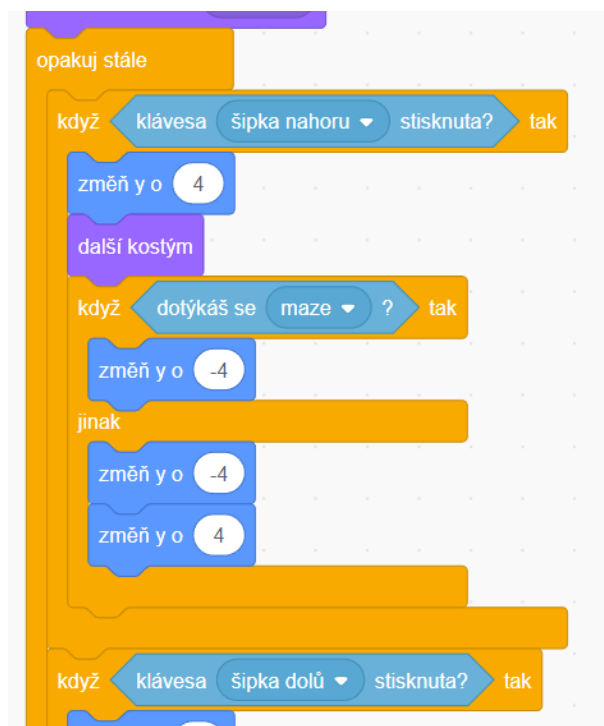 opakuj stále
když klávesa šipka nahoru stisknuta? tak
změň y o 4
další kostým
když dotýkáš se maze ? tak
změň y o -4
jinak
změň y o -4
změň y o 4
když klávesa šipka dolů stisknuta? tak